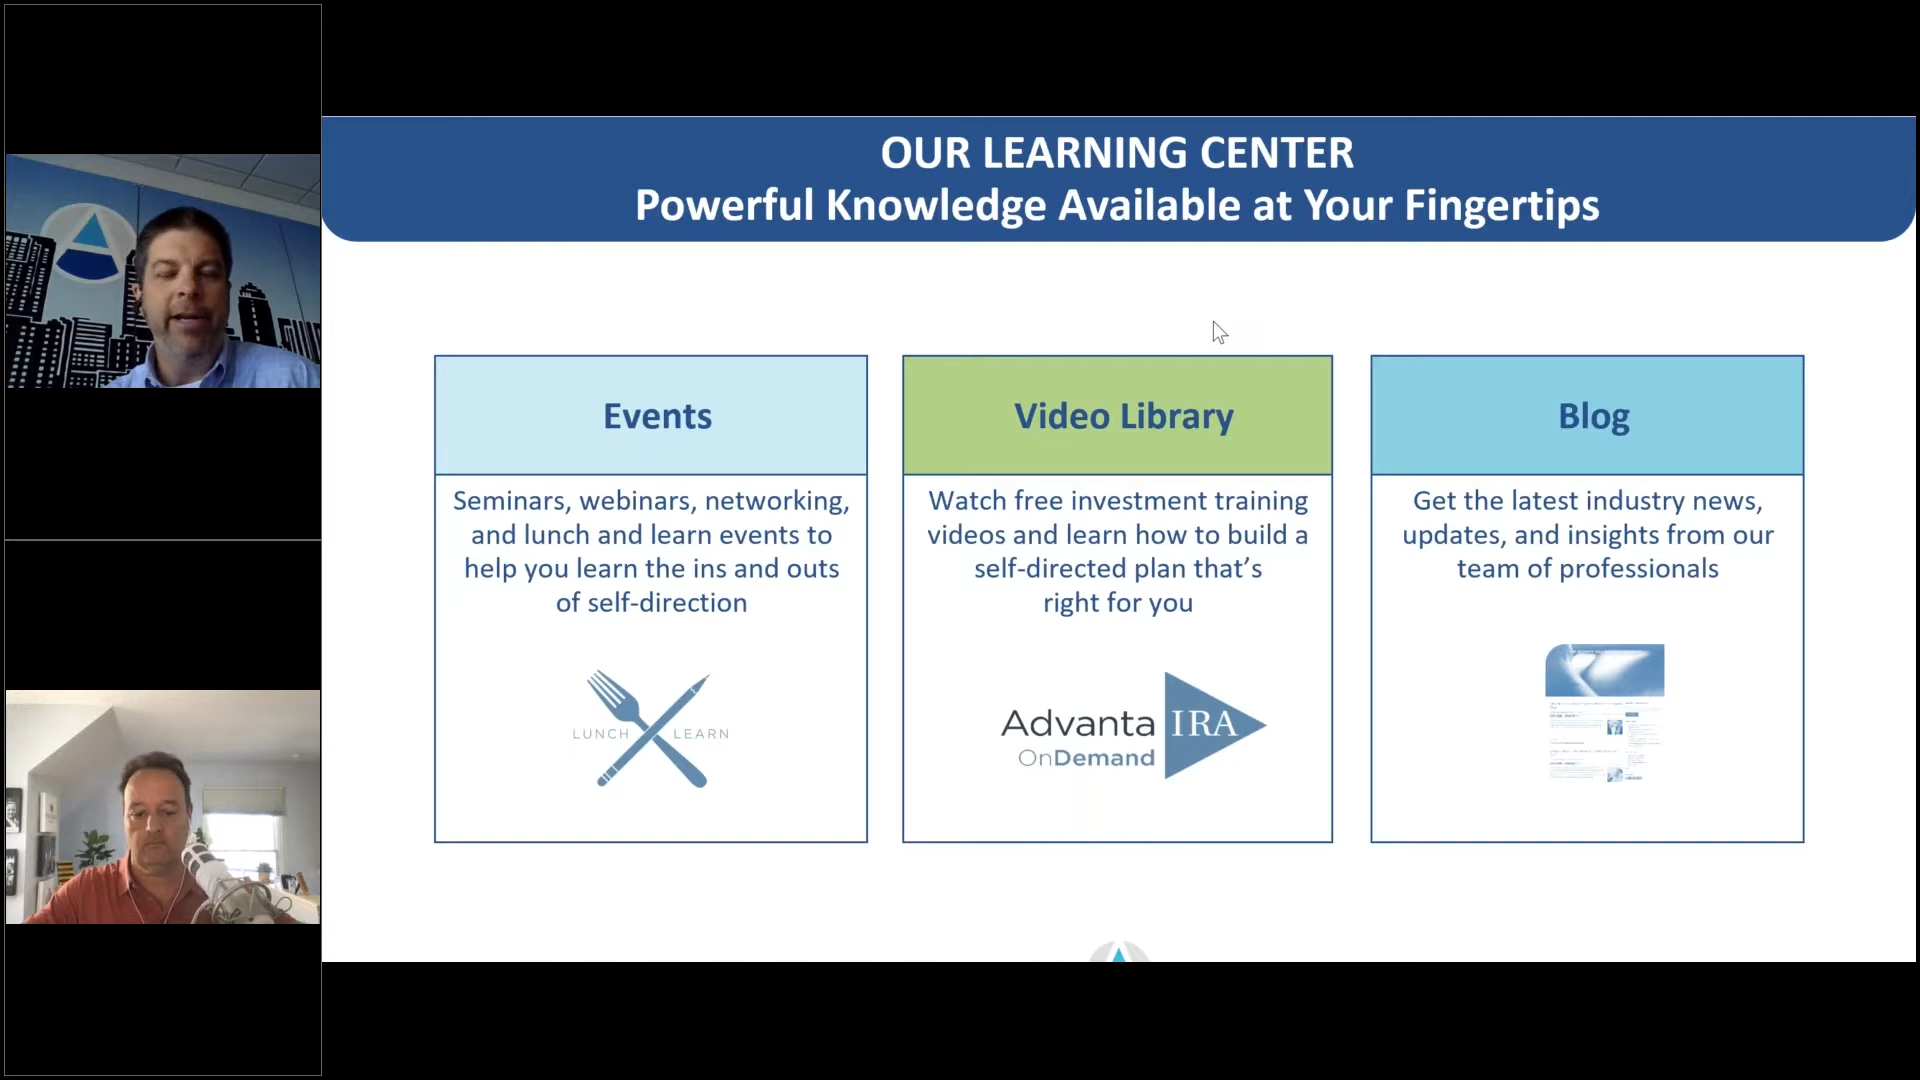 OUR LEARNING CENTER
Powerful Knowledge Available at Your Fingertips
Events
Seminars, webinars, networking,
and lunch and learn events to
help you learn the ins and outs
of self-direction
LUNCH LEARN
Video Library
Watch free investment training
videos and learn how to build a
self-directed plan that's
right for you
Advanta IRA
OnDemand
Blog
Get the latest industry news,
updates, and insights from our
team of professionals